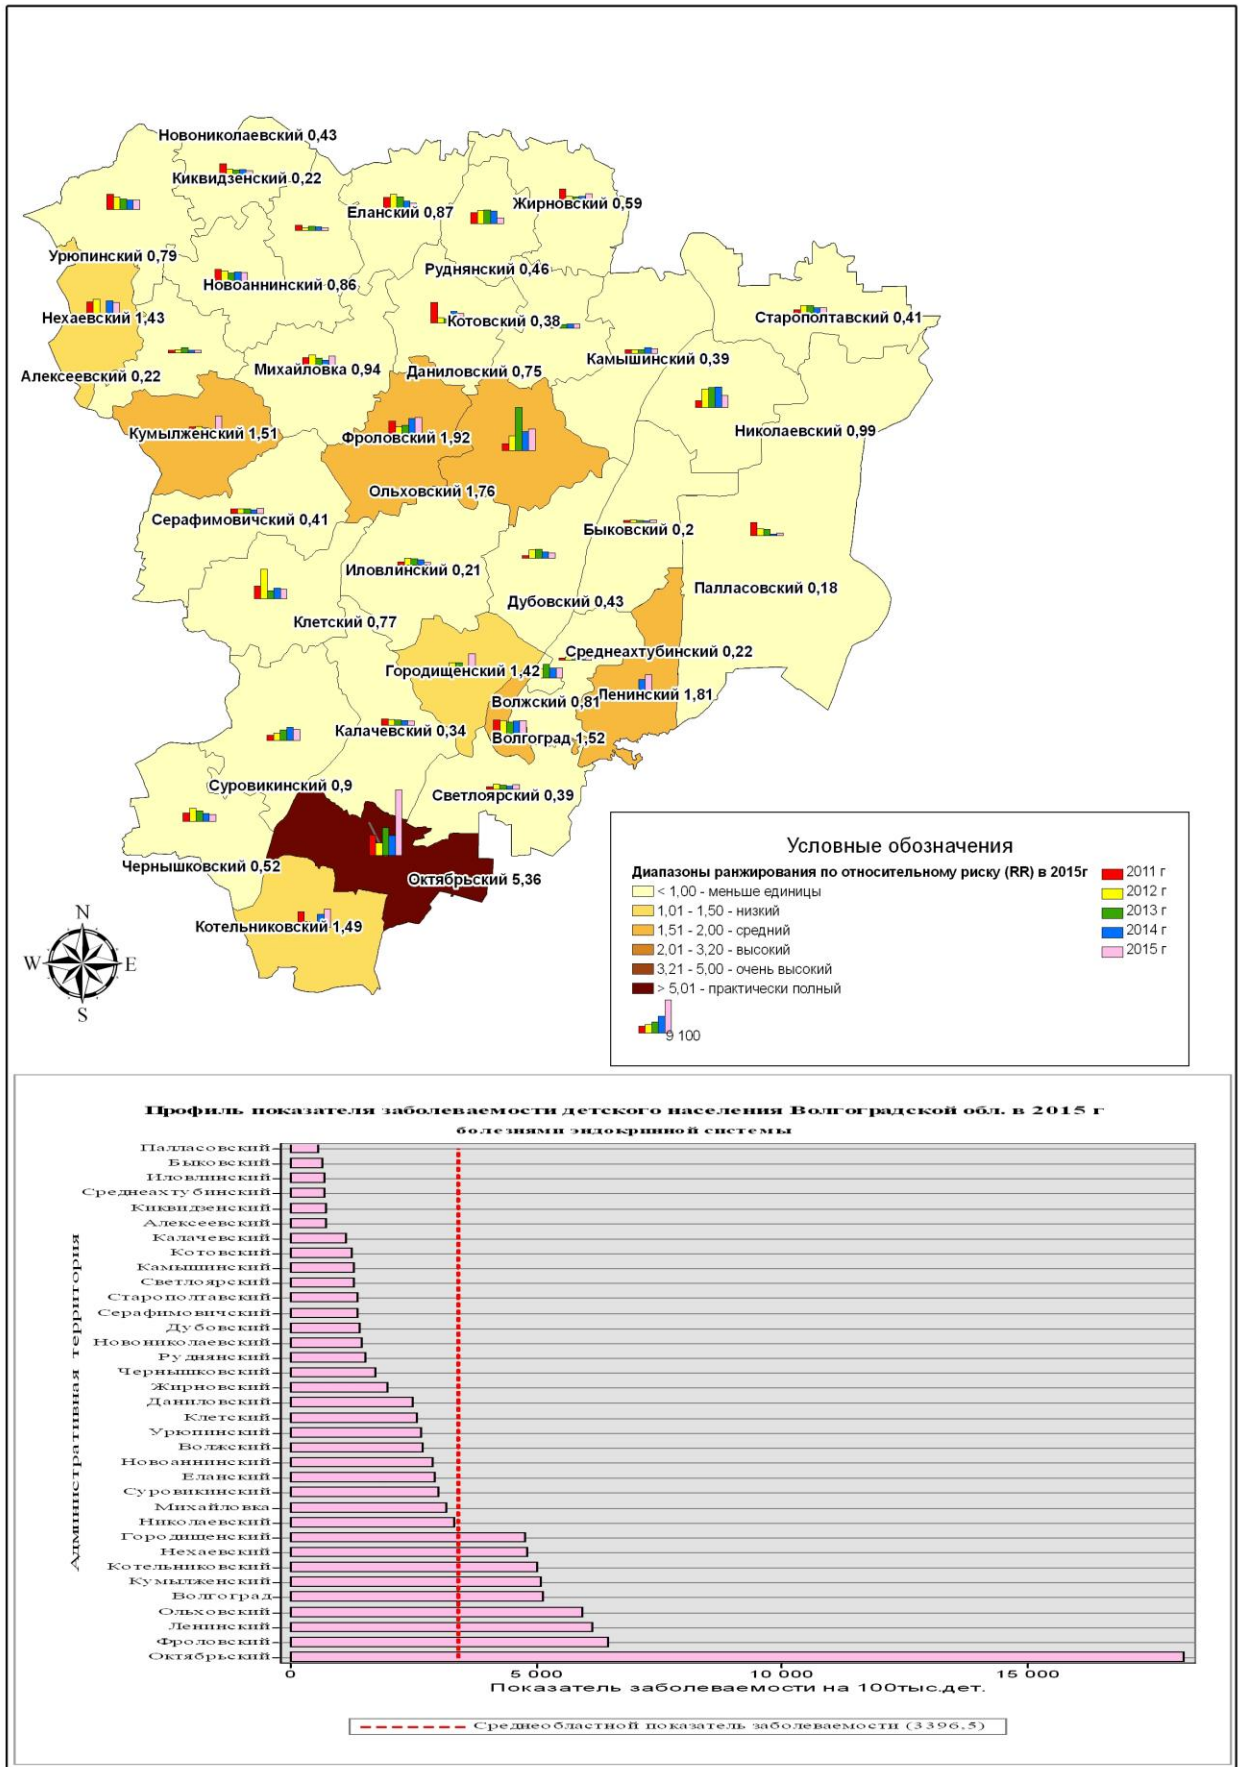 Новониколаевский 0,43
Киквидзенский 0,22
Еланский 0,87
Жирновский 0,59
Урюпинский 0,79
Новоаннинский 0,86
Руднянский 0,46
Нехаевский 1,43
Котовский 0,38
Старополтавский 0,41
Алексеевский 0,22
Михайловка 0,94
Даниловский 0,75
Камышинский 0,39
Кумылженский 1,51
Фроловский 1,92
Николаевский 0,99
Ольховский 1,76
Серафимовичский 0,41
Быковский 0,2
Иловлинский 0,21
Дубовский 0,43
Палласовский 0,18
Клетский 0,77
Городищенский 1,42
Среднеахтубинский 0,22
Волжский 0,81
Ленинский 1,81
Калачевский 0,34
Волгоград 1,52
Суровикинский 0,9
Светлоярский 0,39
Чернышковский 0,52
Октябрьский 5,36
Котельниковский 1,49
N
W E
S
Условные обозначения
Диапазоны ранжирования по относительному риску (RR) в 2015г
< 1,00 - меньше единицы
1,01 - 1,50 - низкий
1,51 - 2,00 - средний
2,01 - 3,20 - высокий
3,21 - 5,00 - очень высокий
> 5,01 - практически полный
9 100
2011 г
2012 г
2013 г
2014 г
2015 г
Профиль показателя заболеваемости детского населения Волгоградской обл. в 2015 г
болезнями эндокринной системы
Административная территория
Палласовский
Быковский
Иловлинский
Среднеахтубинский
Киквидзенский
Алексеевский
Калачевский
Котовский
Камышинский
Светлоярский
Старополтавский
Серафимовичский
Дубовский
Новониколаевский
Руднянский
Чернышковский
Жирновский
Даниловский
Клетский
Урюпинский
Волжский
Новоаннинский
Еланский
Суровикинский
Михайловка
Николаевский
Городищенский
Нехаевский
Котельниковский
Кумылженский
Волгоград
Ольховский
Ленинский
Фроловский
Октябрьский
0 5 000 10 000 15 000
Показатель заболеваемости на 100тыс.дет.
Среднеобластной показатель заболеваемости (3396,5)